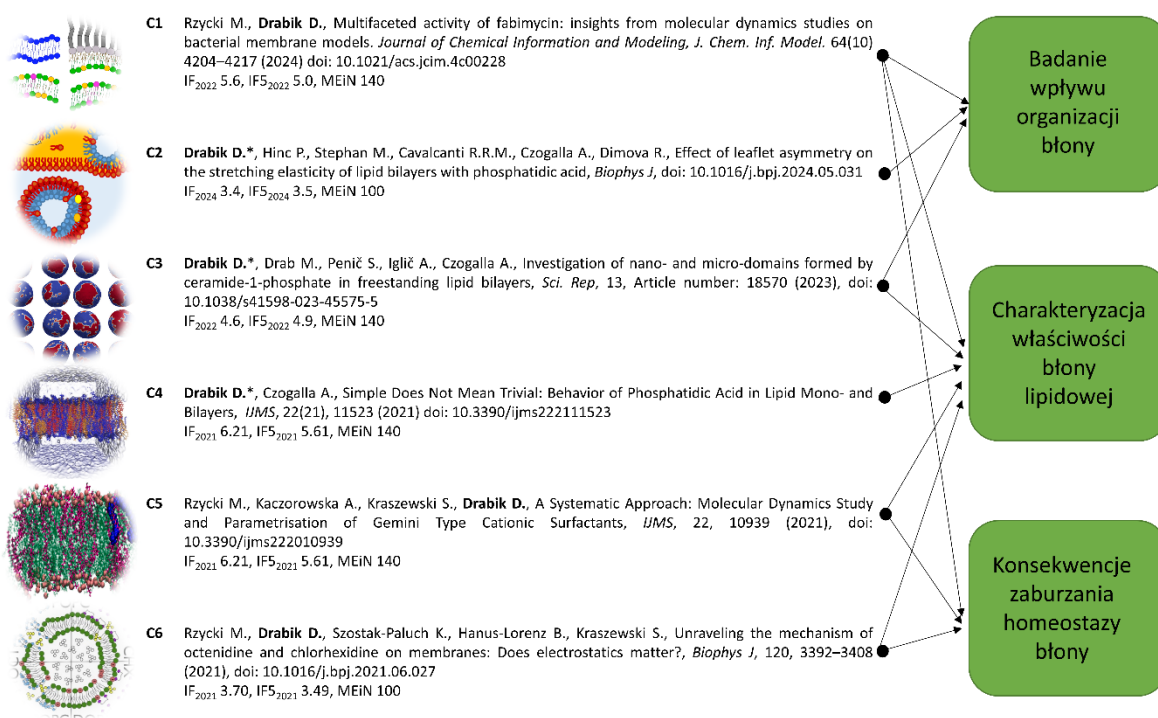 C1 Rzycki M., Drabik D., Multifaceted activity of fabimycin: insights from molecular dynamics studies on
bacterial membrane models. Journal of Chemical Information and Modeling, J. Chem. Inf. Model. 64(10)
4204–4217 (2024) doi: 10.1021/acs.jcim.4c00228
IF2022 5.6, IF52022 5.0, MEiN 140
C2 Drabik D.*, Hinc P., Stephan M., Cavalcanti R.R.M., Czogalla A., Dimova R., Effect of leaflet asymmetry on
the stretching elasticity of lipid bilayers with phosphatidic acid, Biophys J, doi: 10.1016/j.bpj.2024.05.031
IF2024 3.4, IF52024 3.5, MEiN 100
C3 Drabik D.*, Drab M., Penič S., Iglič A., Czogalla A., Investigation of nano- and micro-domains formed by
ceramide-1-phosphate in freestanding lipid bilayers, Sci. Rep, 13, Article number: 18570 (2023), doi:
10.1038/s41598-023-45575-5
IF2022 4.6, IF52022 4.9, MEiN 140
C4 Drabik D.*, Czogalla A., Simple Does Not Mean Trivial: Behavior of Phosphatidic Acid in Lipid Mono- and
Bilayers, IJMS, 22(21), 11523 (2021) doi: 10.3390/ijms222111523
IF2021 6.21, IF52021 5.61, MEiN 140
C5 Rzycki M., Kaczorowska A., Kraszewski S., Drabik D., A Systematic Approach: Molecular Dynamics Study
and Parametrisation of Gemini Type Cationic Surfactants, IJMS, 22, 10939 (2021), doi:
10.3390/ijms222010939
IF2021 6.21, IF52021 5.61, MEiN 140
C6 Rzycki M., Drabik D., Szostak-Paluch K., Hanus-Lorenz B., Kraszewski S., Unraveling the mechanism of
octenidine and chlorhexidine on membranes: Does electrostatics matter?, Biophys J, 120, 3392–3408
(2021), doi: 10.1016/j.bpj.2021.06.027
IF2021 3.70, IF52021 3.49, MEiN 100
Badanie
wpływu
organizacji
błony
Charakteryzacja
właściwości
błony
lipidowej
Konsekwencje
zaburzania
homeostazy
błony